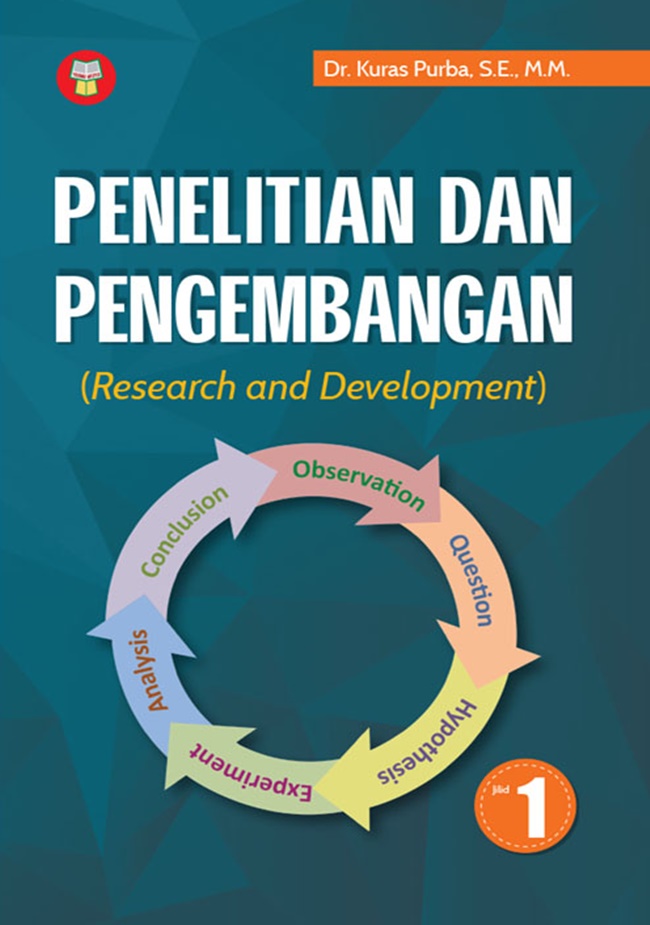 Dr. Kuras Purba, S.E., M.M.
PENELITIAN DAN
PENGEMBANGAN
(Research and Development)
Observation
Question
Hypothesis
Experiment
Analysis
Conclusion
jilid
1